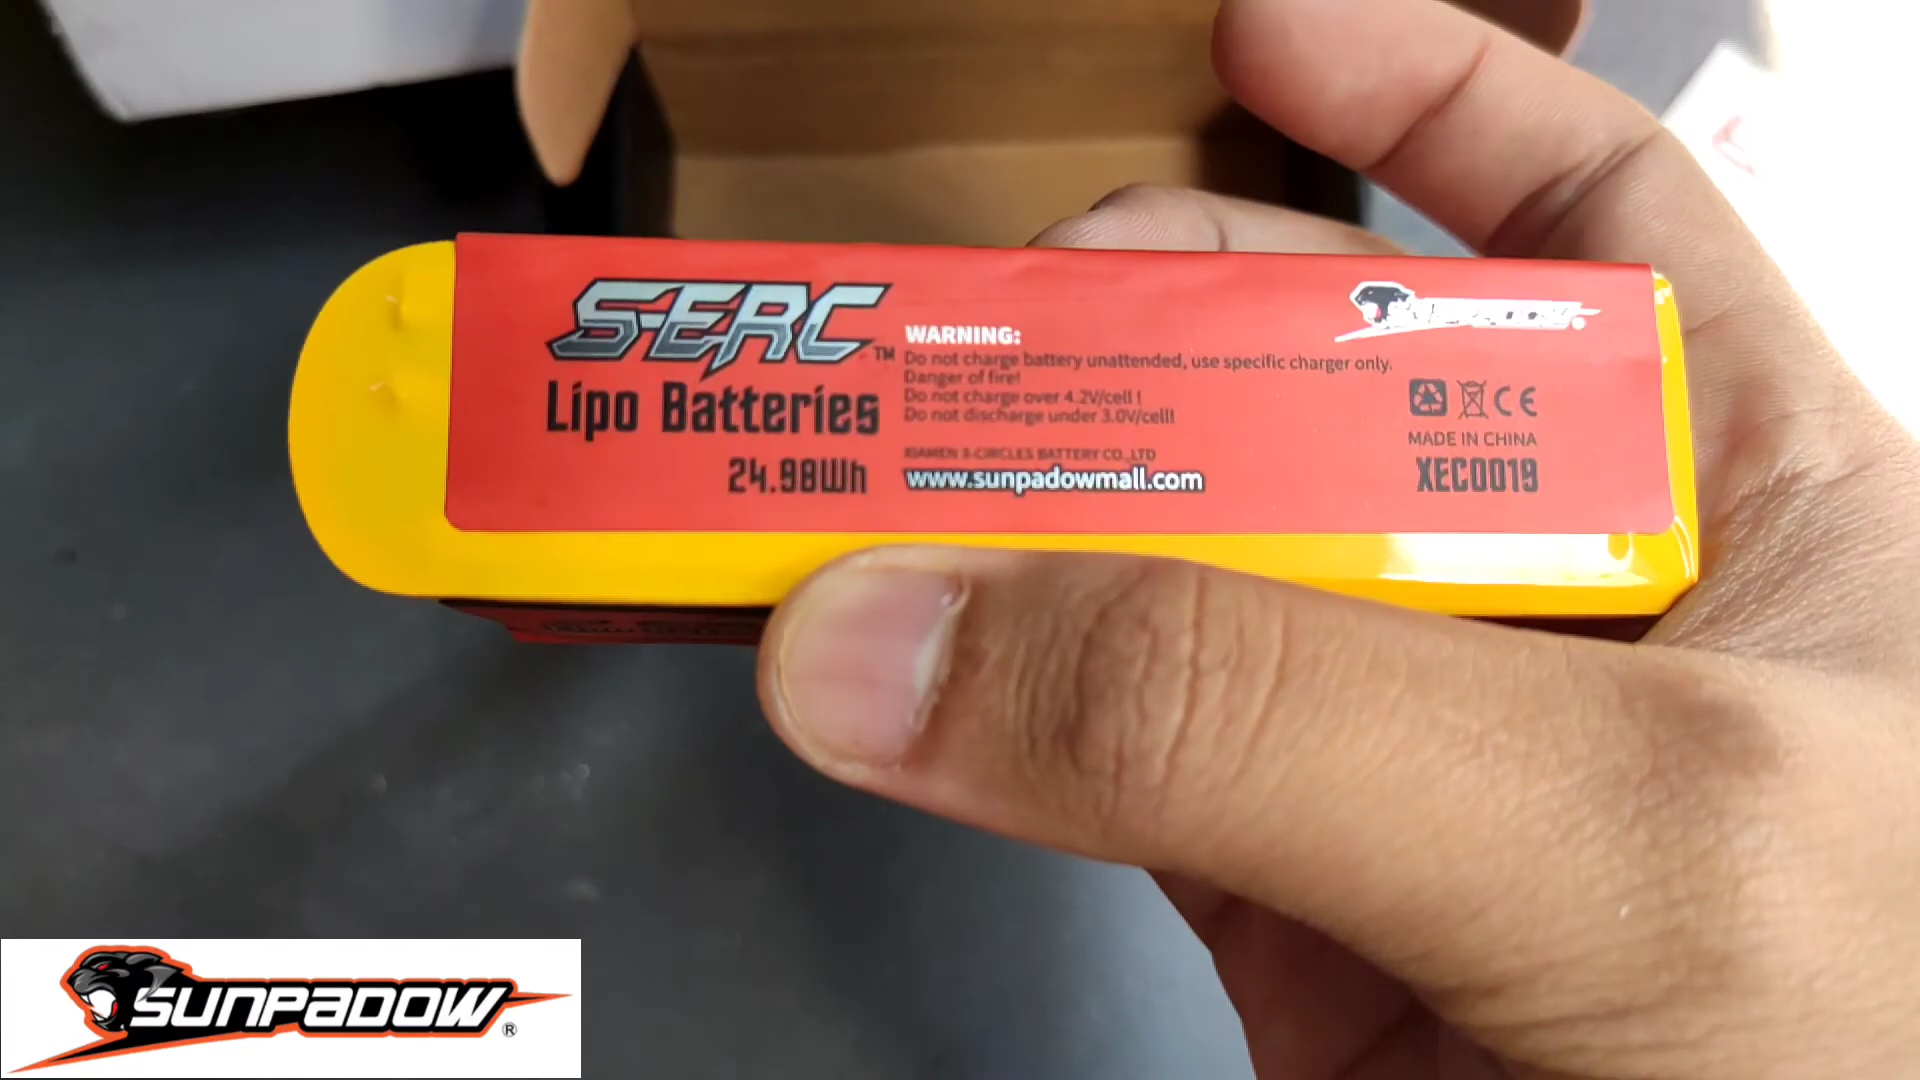 S-ERC
TM
Lipo Batteries
24.98Wh
WARNING:
Do not charge battery unattended, use specific charger only.
Danger of fire!
Do not charge over 4.2V/cell !
Do not discharge under 3.0V/cell!
XIAMEN 3-CIRCLES BATTERY CO.,LTD
www.sunpadowmall.com
CE
MADE IN CHINA
XEC0019
SUNPADOW
®